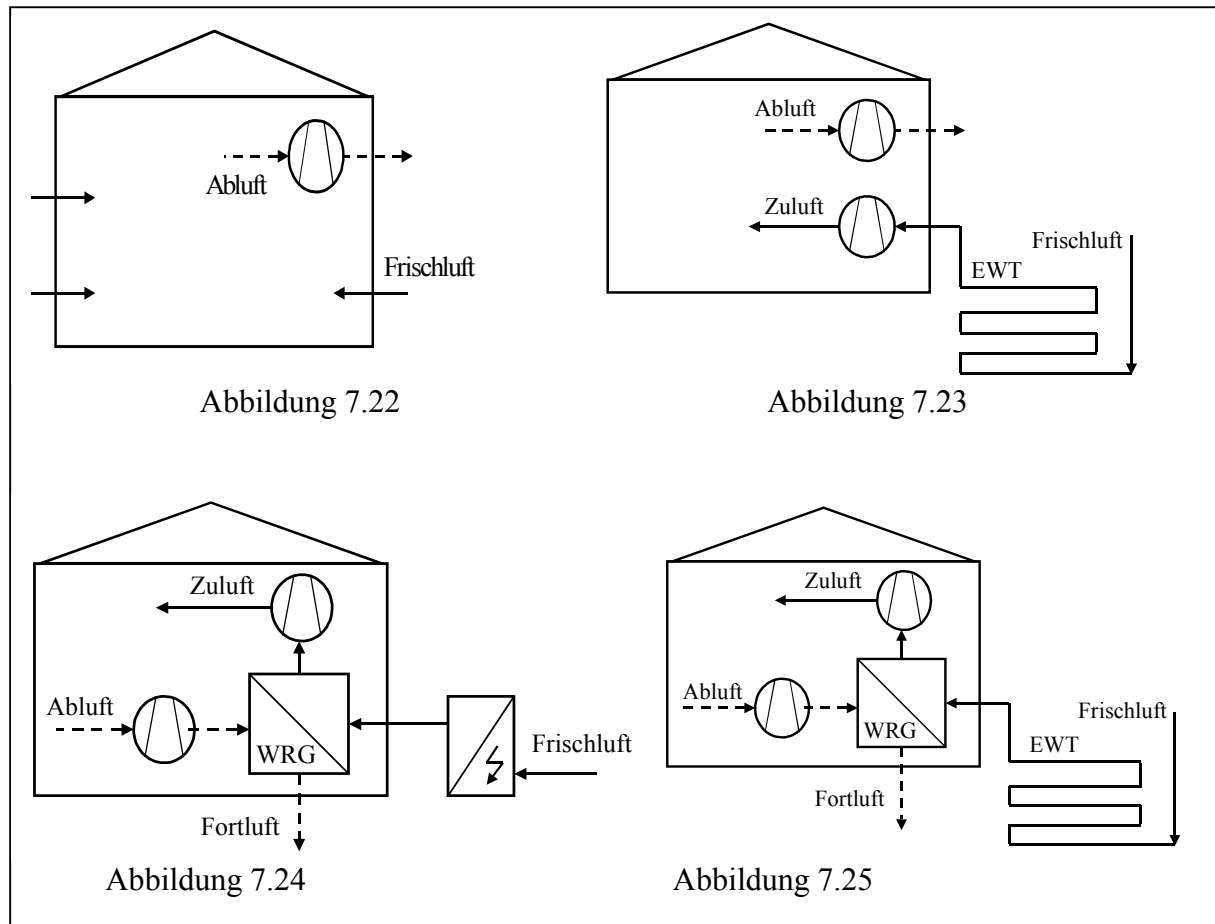 Abluft
Frischluft
Abbildung 7.22
Abluft
Zuluft
Frischluft
EWT
Abbildung 7.23
Zuluft
Abluft
WRG
Frischluft
Fortluft
Abbildung 7.24
Zuluft
Abluft
WRG
Frischluft
EWT
Fortluft
Abbildung 7.25